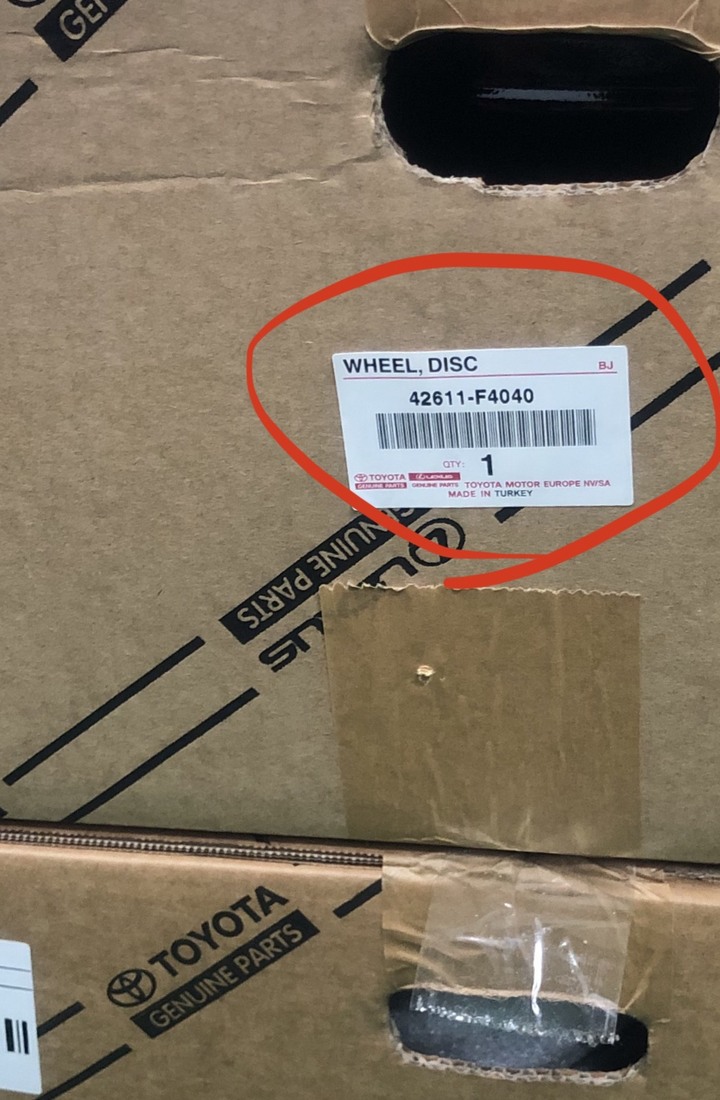 GEN
WHEEL, DISC BJ
42611-F4040
QTY: 1
TOYOTA LEXUS
GENUINE PARTS GENUINE PARTS TOYOTA MOTOR EUROPE NV/SA
MADE IN TURKEY
GENUINE PARTS
LEXUS
TOYOTA
GENUINE PARTS